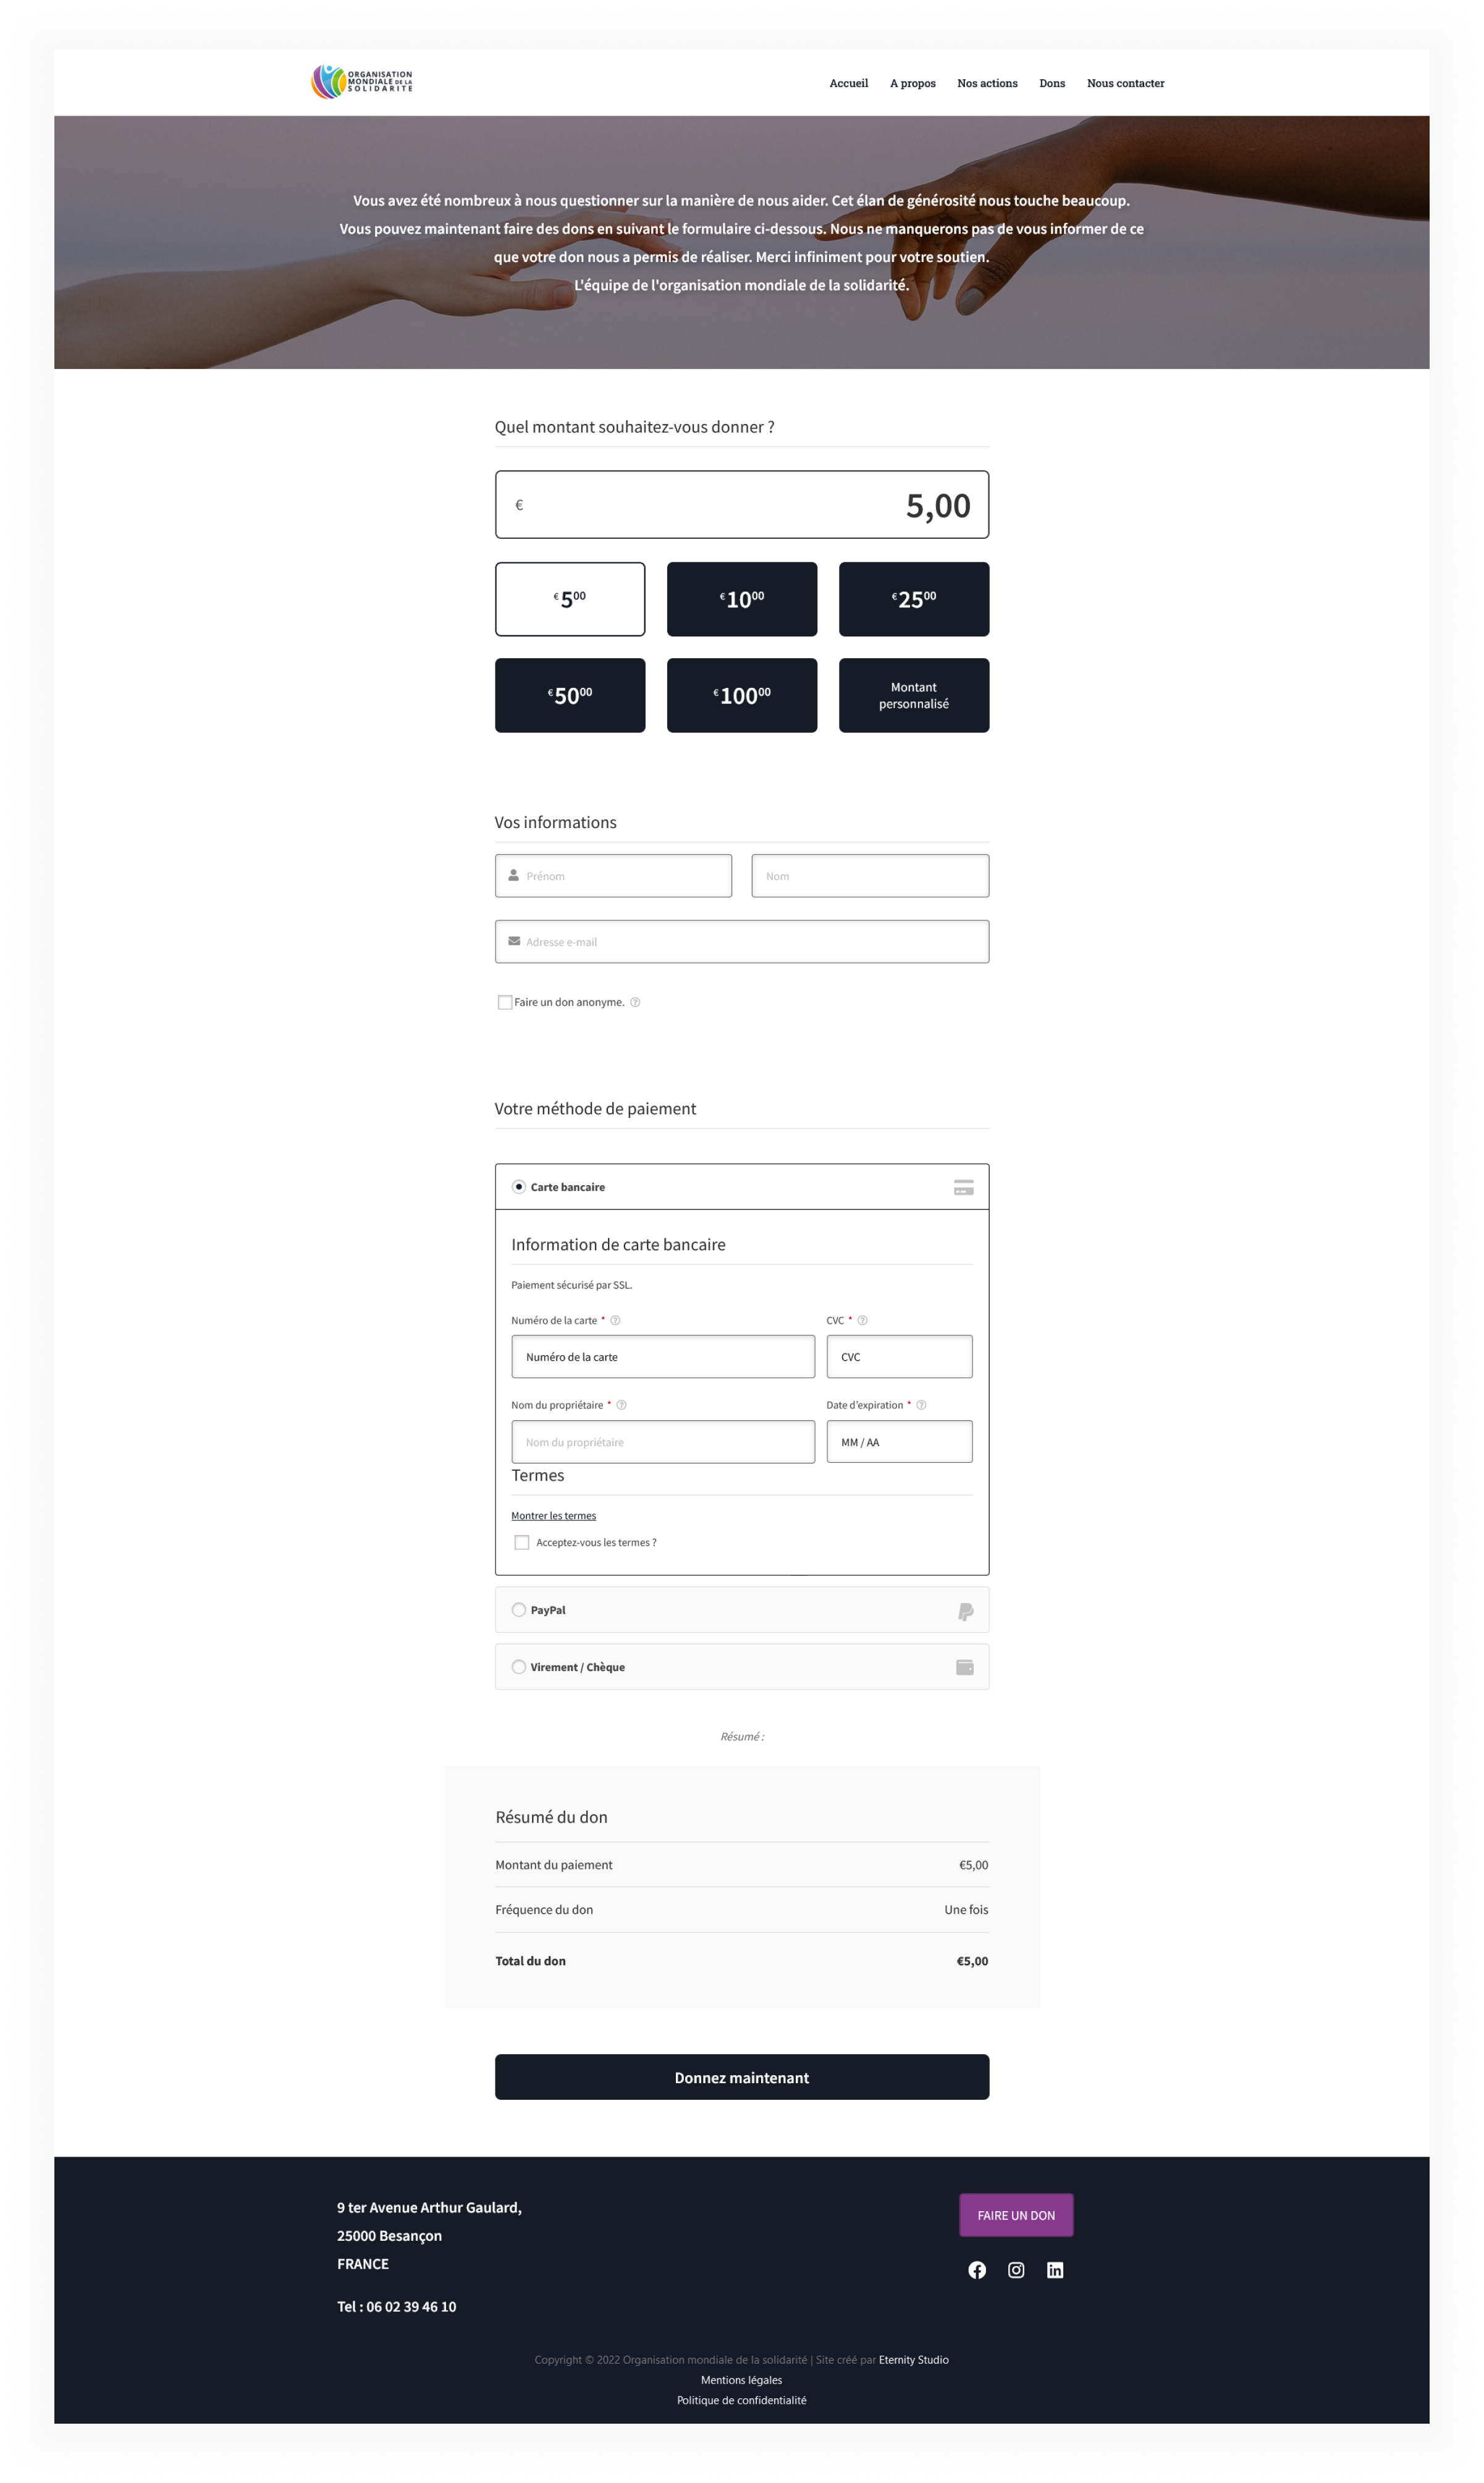 ORGANISATION
MONDIALE DE LA
SOLIDARITE
Accueil A propos Nos actions Dons Nous contacter
Vous avez été nombreux à nous questionner sur la manière de nous aider. Cet élan de générosité nous touche beaucoup.
Vous pouvez maintenant faire des dons en suivant le formulaire ci-dessous. Nous ne manquerons pas de vous informer de ce
que votre don nous a permis de réaliser. Merci infiniment pour votre soutien.
L'équipe de l'organisation mondiale de la solidarité.
Quel montant souhaitez-vous donner ?
€ 5,00
€ 500 € 1000 € 2500
€ 5000 € 10000 Montant
personnalisé
Vos informations
Prénom Nom
Adresse e-mail
Faire un don anonyme. ?
Votre méthode de paiement
Carte bancaire
Information de carte bancaire
Paiement sécurisé par SSL.
Numéro de la carte * ? CVC * ?
Numéro de la carte CVC
Nom du propriétaire * ? Date d'expiration * ?
Nom du propriétaire MM / AA
Termes
Montrer les termes
Acceptez-vous les termes ?
PayPal
Virement / Chèque
Résumé :
Résumé du don
Montant du paiement €5,00
Fréquence du don Une fois
Total du don €5,00
Donnez maintenant
9 ter Avenue Arthur Gaulard,
25000 Besançon
FRANCE
Tel : 06 02 39 46 10
FAIRE UN DON
Copyright © 2022 Organisation mondiale de la solidarité | Site créé par Eternity Studio
Mentions légales
Politique de confidentialité